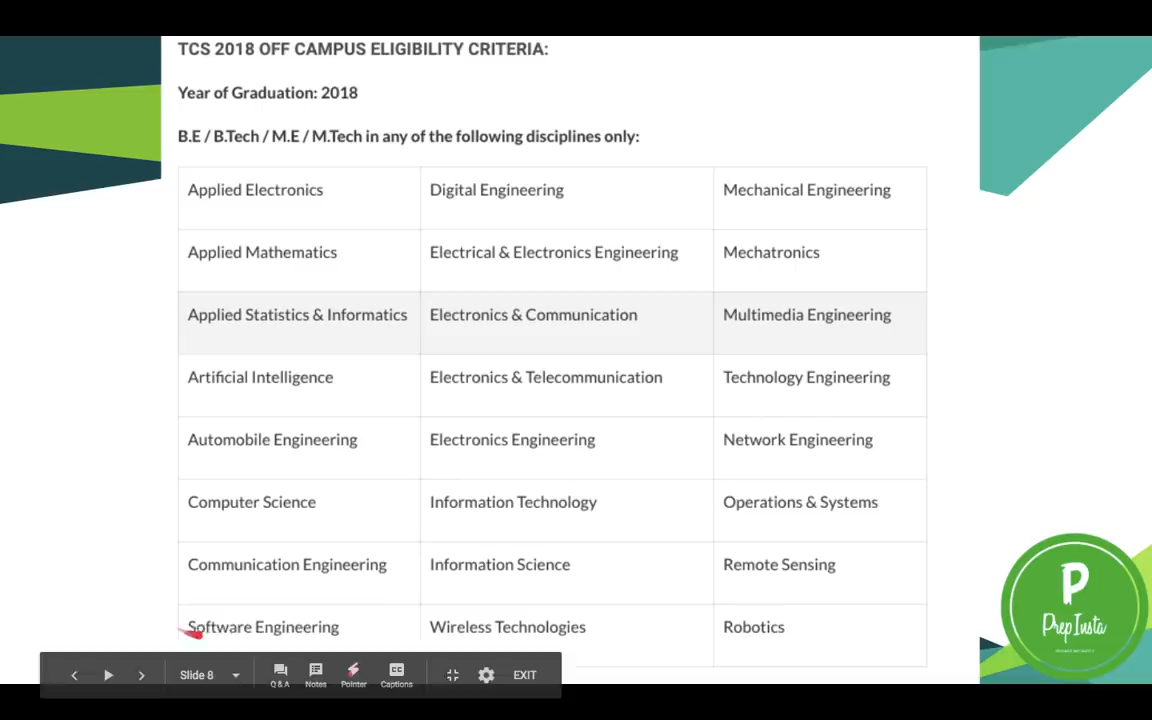 TCS 2018 OFF CAMPUS ELIGIBILITY CRITERIA:
Year of Graduation: 2018
B.E / B.Tech / M.E / M.Tech in any of the following disciplines only:
Applied Electronics Digital Engineering Mechanical Engineering
Applied Mathematics Electrical & Electronics Engineering Mechatronics
Applied Statistics & Informatics Electronics & Communication Multimedia Engineering
Artificial Intelligence Electronics & Telecommunication Technology Engineering
Automobile Engineering Electronics Engineering Network Engineering
Computer Science Information Technology Operations & Systems
Communication Engineering Information Science Remote Sensing
Software Engineering Wireless Technologies Robotics
P
Prep Insta
Slide 8
Q & A Notes Pointer Captions
CC
EXIT